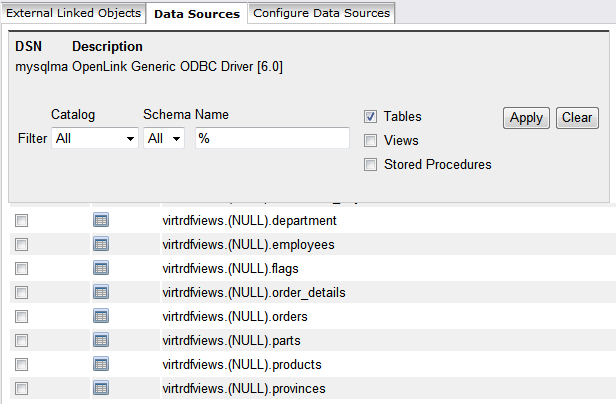 External Linked Objects Data Sources Configure Data Sources
DSN Description
mysqlma OpenLink Generic ODBC Driver [6.0]
Catalog Schema Name
Filter All All %
Tables
Views
Stored Procedures
Apply Clear
virtrdfviews.(NULL).department
virtrdfviews.(NULL).employees
virtrdfviews.(NULL).flags
virtrdfviews.(NULL).order_details
virtrdfviews.(NULL).orders
virtrdfviews.(NULL).parts
virtrdfviews.(NULL).products
virtrdfviews.(NULL).provinces